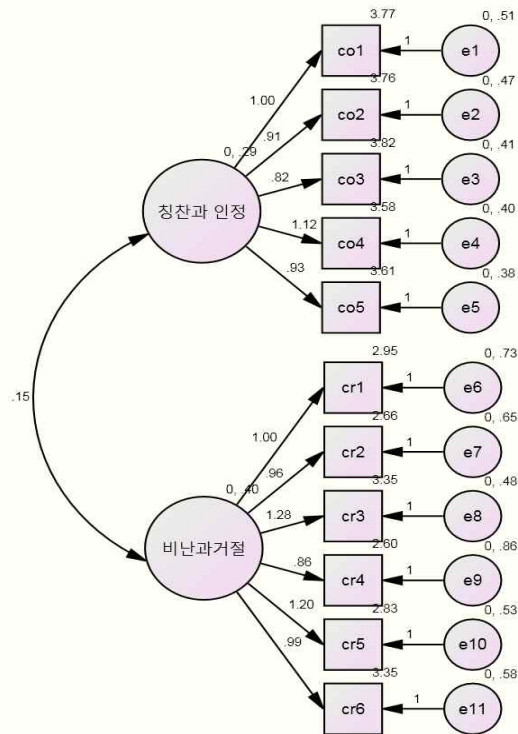 3.77
0, .51
co1
1
e1
3.76
0, .47
1.00
co2
1
e2
.91
3.82
0, .41
0, .29
.82
co3
1
e3
3.58
0, .40
칭찬과 인정
1.12
co4
1
e4
3.61
0, .38
.93
co5
1
e5
2.95
0, .73
cr1
1
e6
.15
2.66
0, .65
1.00
cr2
1
e7
.96
3.35
0, .48
0, .40
1.28
cr3
1
e8
2.60
0, .86
비난과거절
.86
cr4
1
e9
2.83
0, .53
1.20
cr5
1
e10
.99
3.35
0, .58
cr6
1
e11